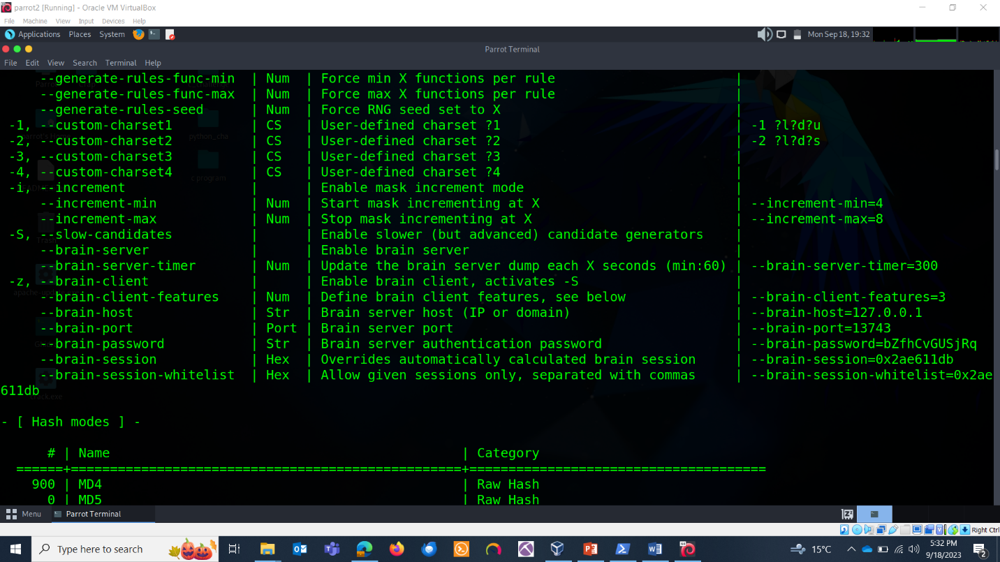 parrot2 [Running] - Oracle VM VirtualBox
File Machine View Input Devices Help
Applications Places System Mon Sep 18, 19:32
Parrot Terminal
File Edit View Search Terminal Help
--generate-rules-func-min | Num | Force min X functions per rule |
--generate-rules-func-max | Num | Force max X functions per rule |
--generate-rules-seed | Num | Force RNG seed set to X |
-1, --custom-charset1 | CS | User-defined charset ?1 | -1 ?l?d?u
-2, --custom-charset2 | CS | User-defined charset ?2 | -2 ?l?d?s
-3, --custom-charset3 | CS | User-defined charset ?3 |
-4, --custom-charset4 | CS | User-defined charset ?4 |
-i, --increment | | Enable mask increment mode |
--increment-min | Num | Start mask incrementing at X | --increment-min=4
--increment-max | Num | Stop mask incrementing at X | --increment-max=8
-S, --slow-candidates | | Enable slower (but advanced) candidate generators |
--brain-server | | Enable brain server |
--brain-server-timer | Num | Update the brain server dump each X seconds (min:60) | --brain-server-timer=300
-z, --brain-client | | Enable brain client, activates -S |
--brain-client-features | Num | Define brain client features, see below | --brain-client-features=3
--brain-host | Str | Brain server host (IP or domain) | --brain-host=127.0.0.1
--brain-port | Port | Brain server port | --brain-port=13743
--brain-password | Str | Brain server authentication password | --brain-password=bZfhCvGUSjRq
--brain-session | Hex | Overrides automatically calculated brain session | --brain-session=0x2ae611db
--brain-session-whitelist | Hex | Allow given sessions only, separated with commas | --brain-session-whitelist=0x2ae
611db
- [ Hash modes ] -
# | Name | Category
======+==================================================+======================================
900 | MD4 | Raw Hash
0 | MD5 | Raw Hash
Menu Parrot Terminal
Right Ctrl
Type here to search
15°C
5:32 PM
9/18/2023
2